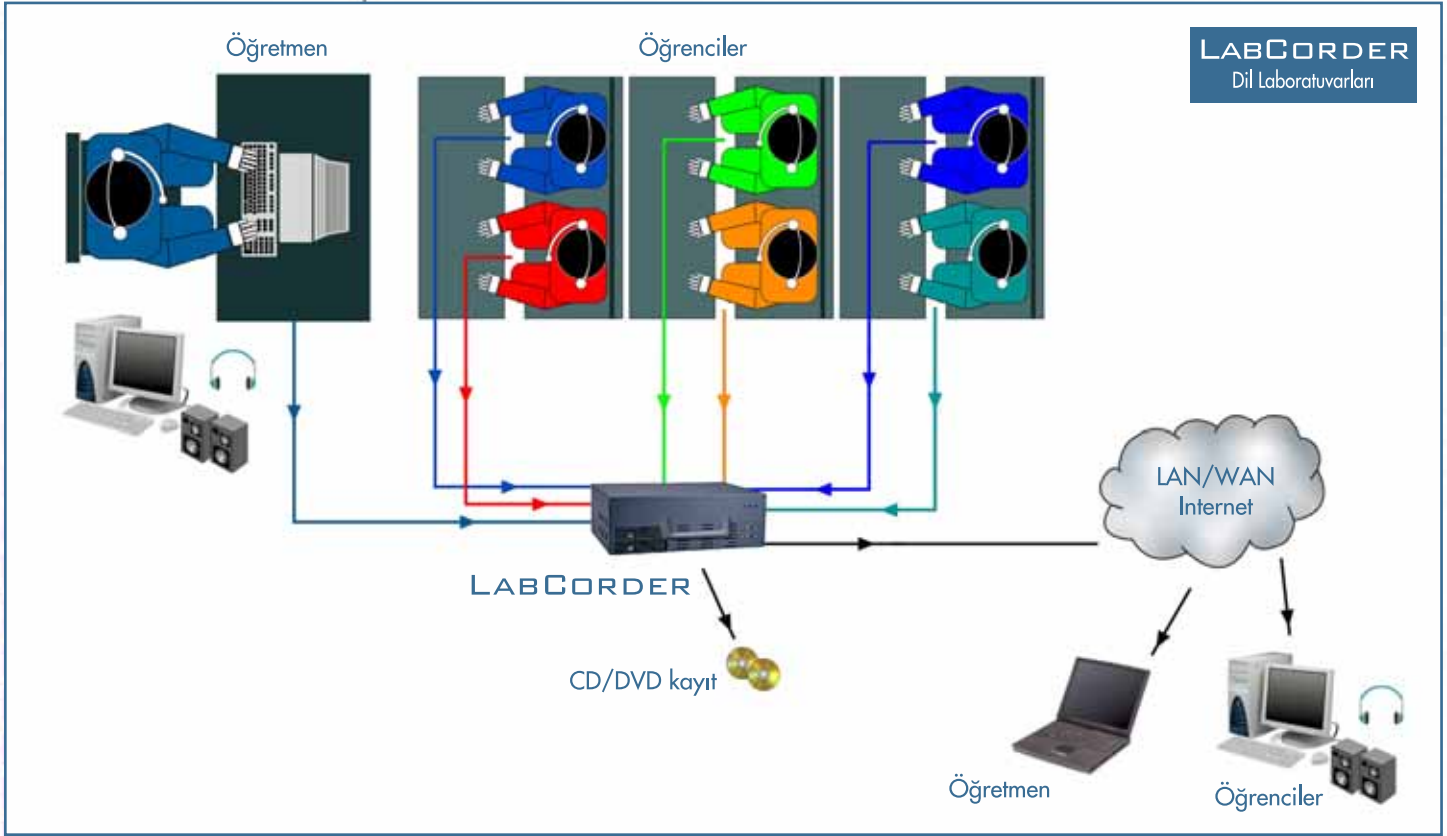 Öğretmen
Öğrenciler
LABCORDER
Dil Laboratuvarları
LAN/WAN
Internet
LABCORDER
CD/DVD kayıt
Öğretmen
Öğrenciler